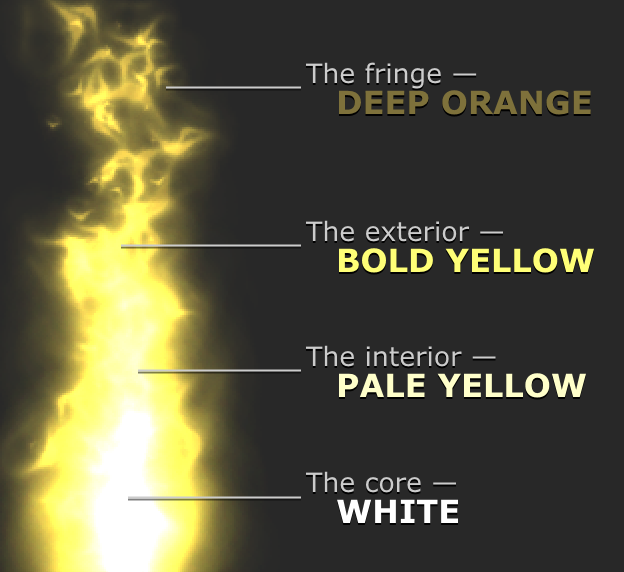 The fringe —
DEEP ORANGE
The exterior —
BOLD YELLOW
The interior —
PALE YELLOW
The core —
WHITE